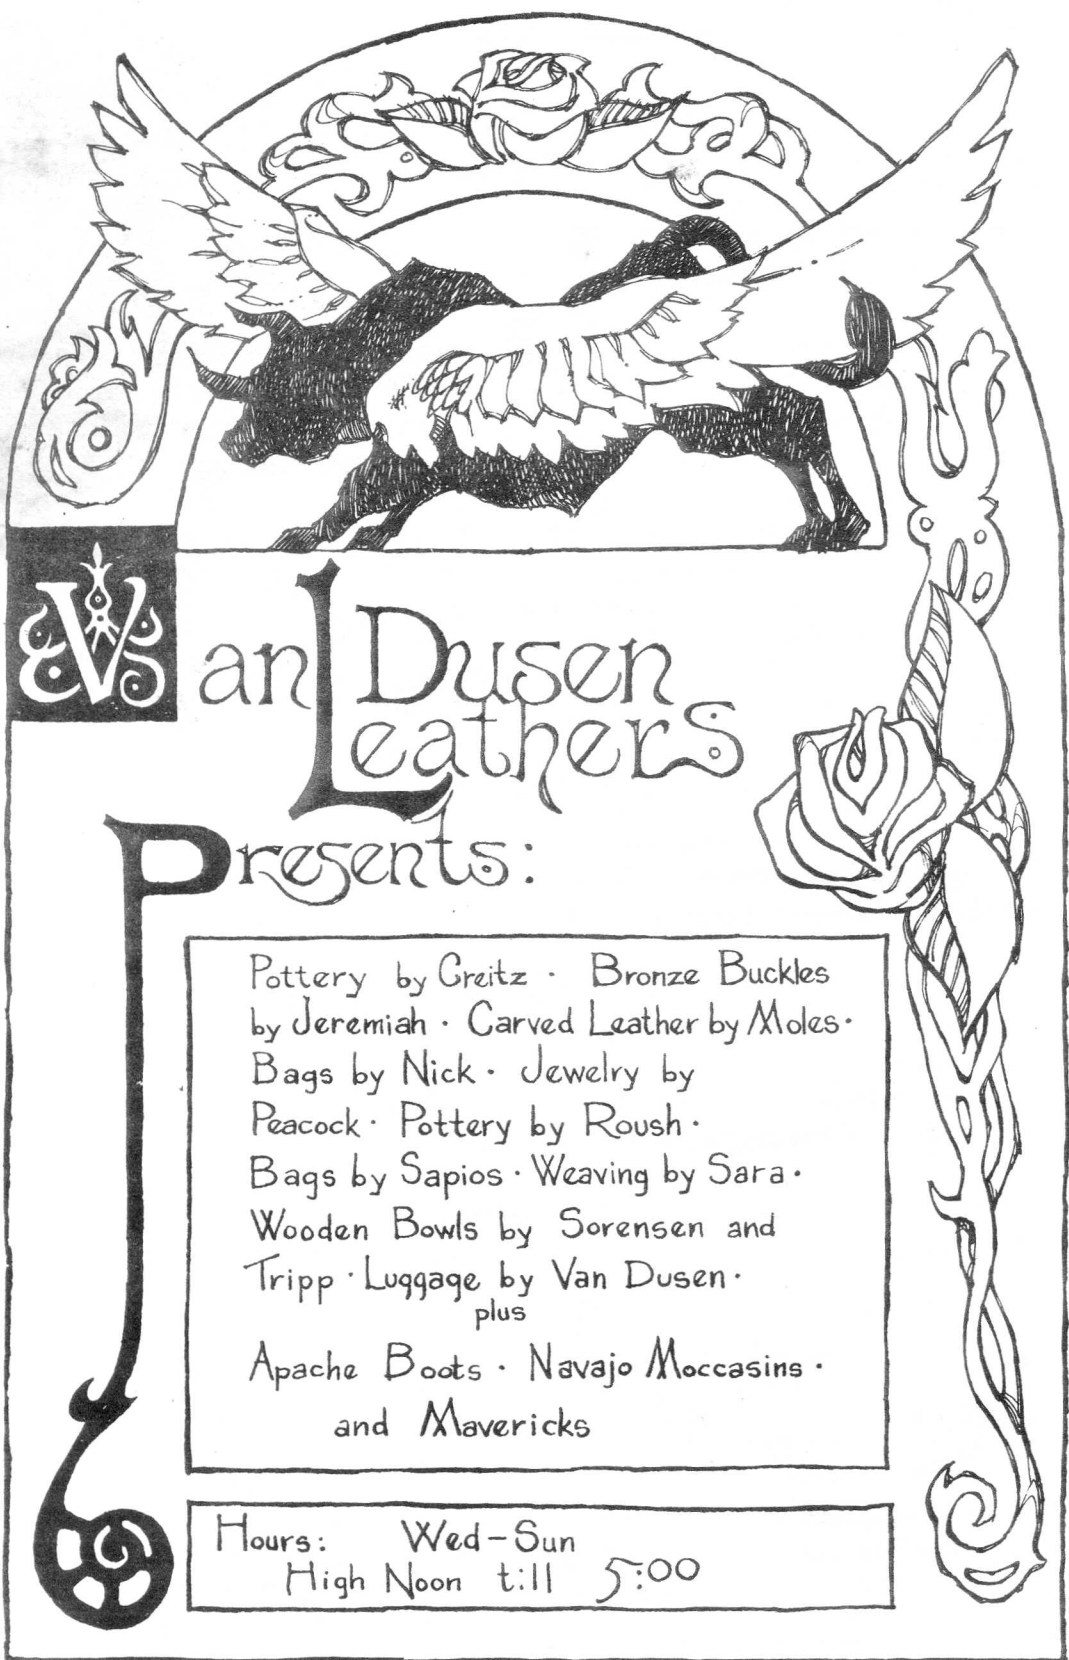 Van Dusen
Leathers
Presents:
Pottery by Creitz · Bronze Buckles
by Jeremiah · Carved Leather by Moles·
Bags by Nick · Jewelry by
Peacock · Pottery by Roush ·
Bags by Sapios · Weaving by Sara ·
Wooden Bowls by Sorensen and
Tripp · Luggage by Van Dusen ·
plus
Apache Boots · Navajo Moccasins ·
and Mavericks
Hours: Wed-Sun
High Noon till 5:00